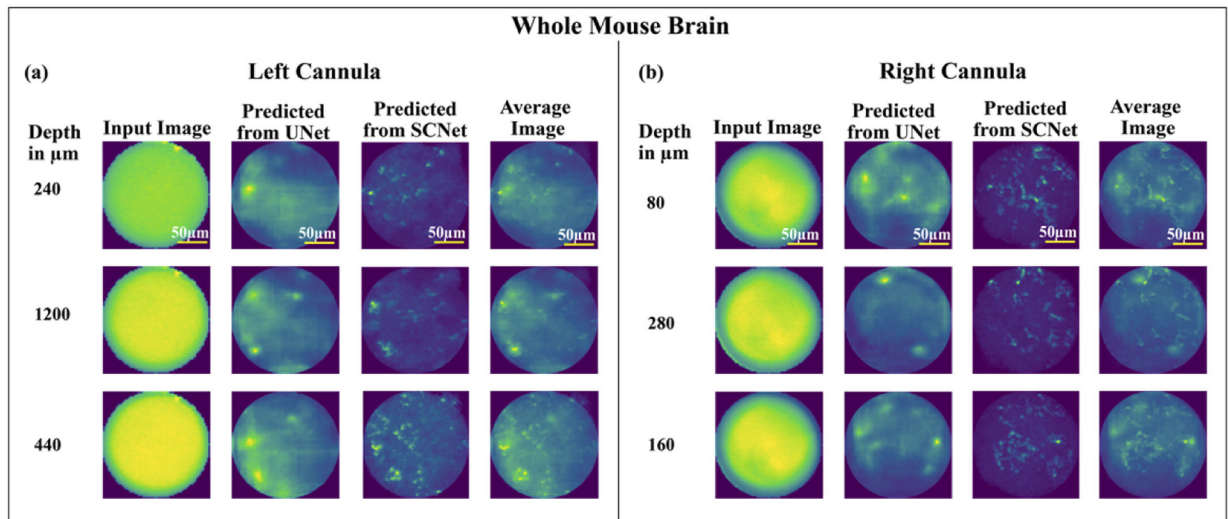 Whole Mouse Brain
(a)
Left Cannula
Depth
in µm
Input Image
Predicted
from UNet
Predicted
from SCNet
Average
Image
240
50µm
50µm
50µm
50µm
1200
440
(b)
Right Cannula
Depth
in µm
Input Image
Predicted
from UNet
Predicted
from SCNet
Average
Image
80
50µm
50µm
50µm
50µm
280
160